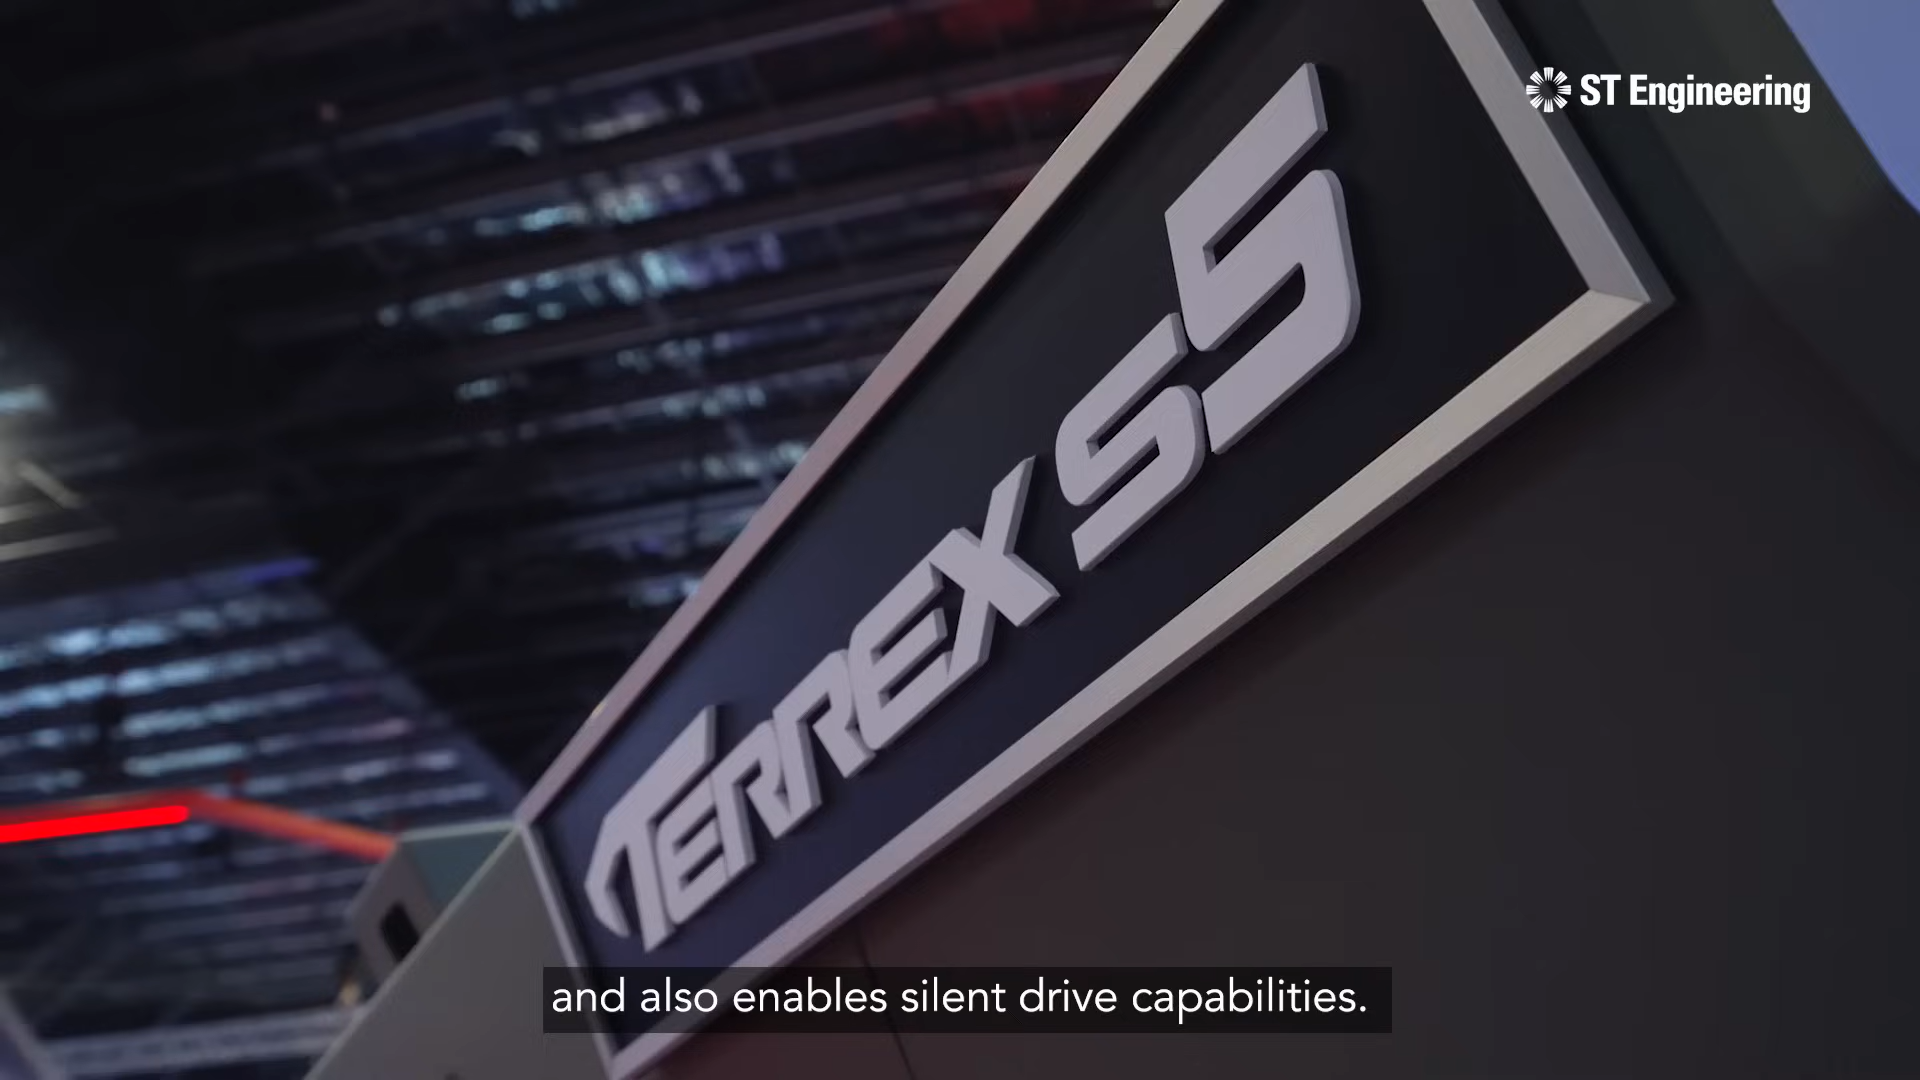 ST Engineering
TERREX S5
and also enables silent drive capabilities.